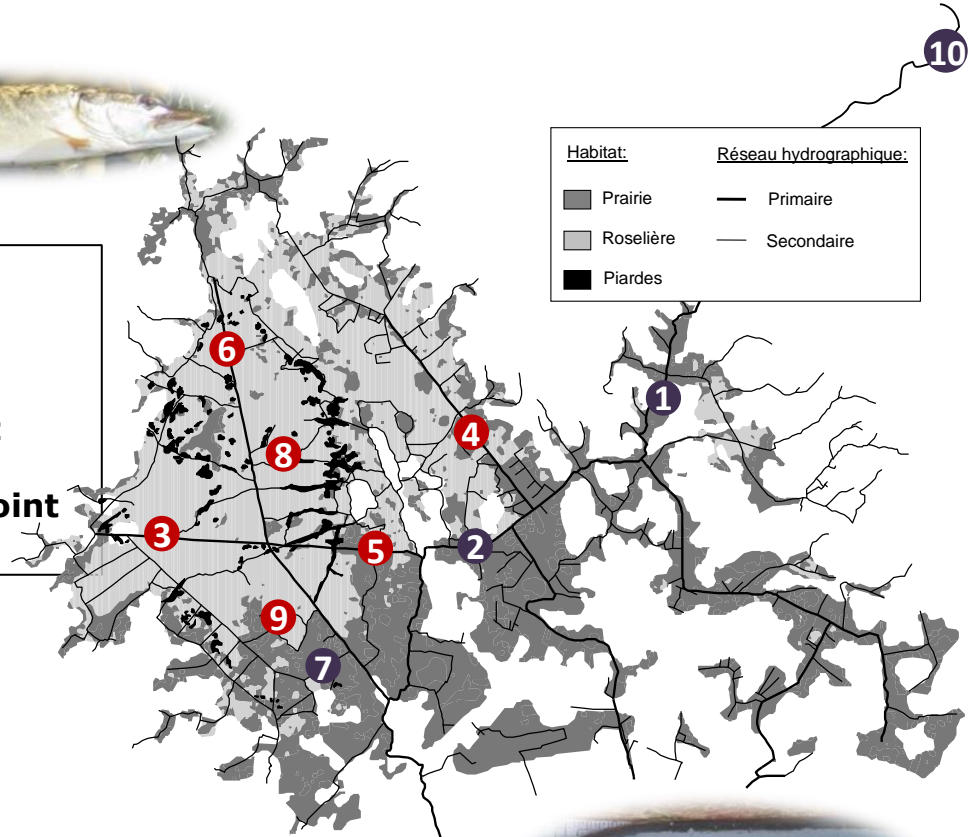 10
Habitat:
Réseau hydrographique:
Prairie
Primaire
Roselière
Secondaire
Piardes
6
1
4
8
oint
3
5
2
9
7